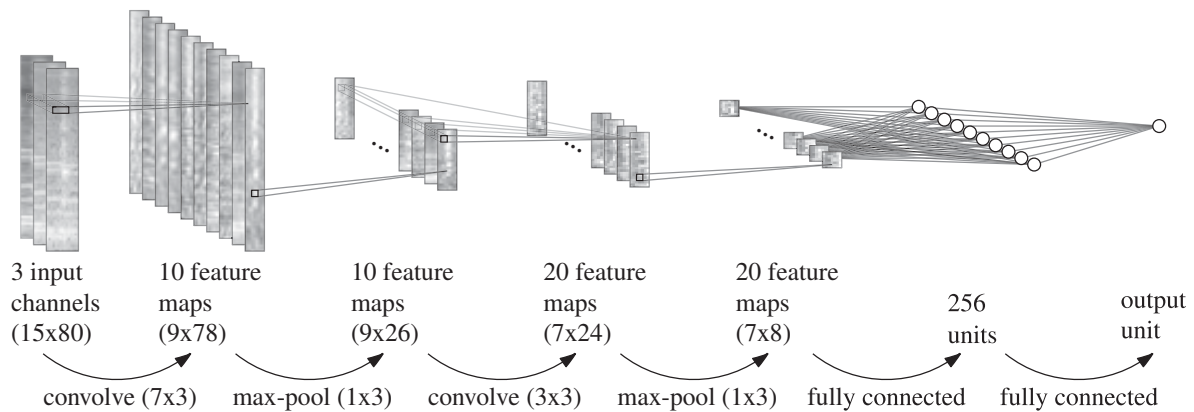 3 input
channels
(15x80)
10 feature
maps
(9x78)
10 feature
maps
(9x26)
20 feature
maps
(7x24)
20 feature
maps
(7x8)
256
units
output
unit
convolve (7x3)
max-pool (1x3)
convolve (3x3)
max-pool (1x3)
fully connected
fully connected